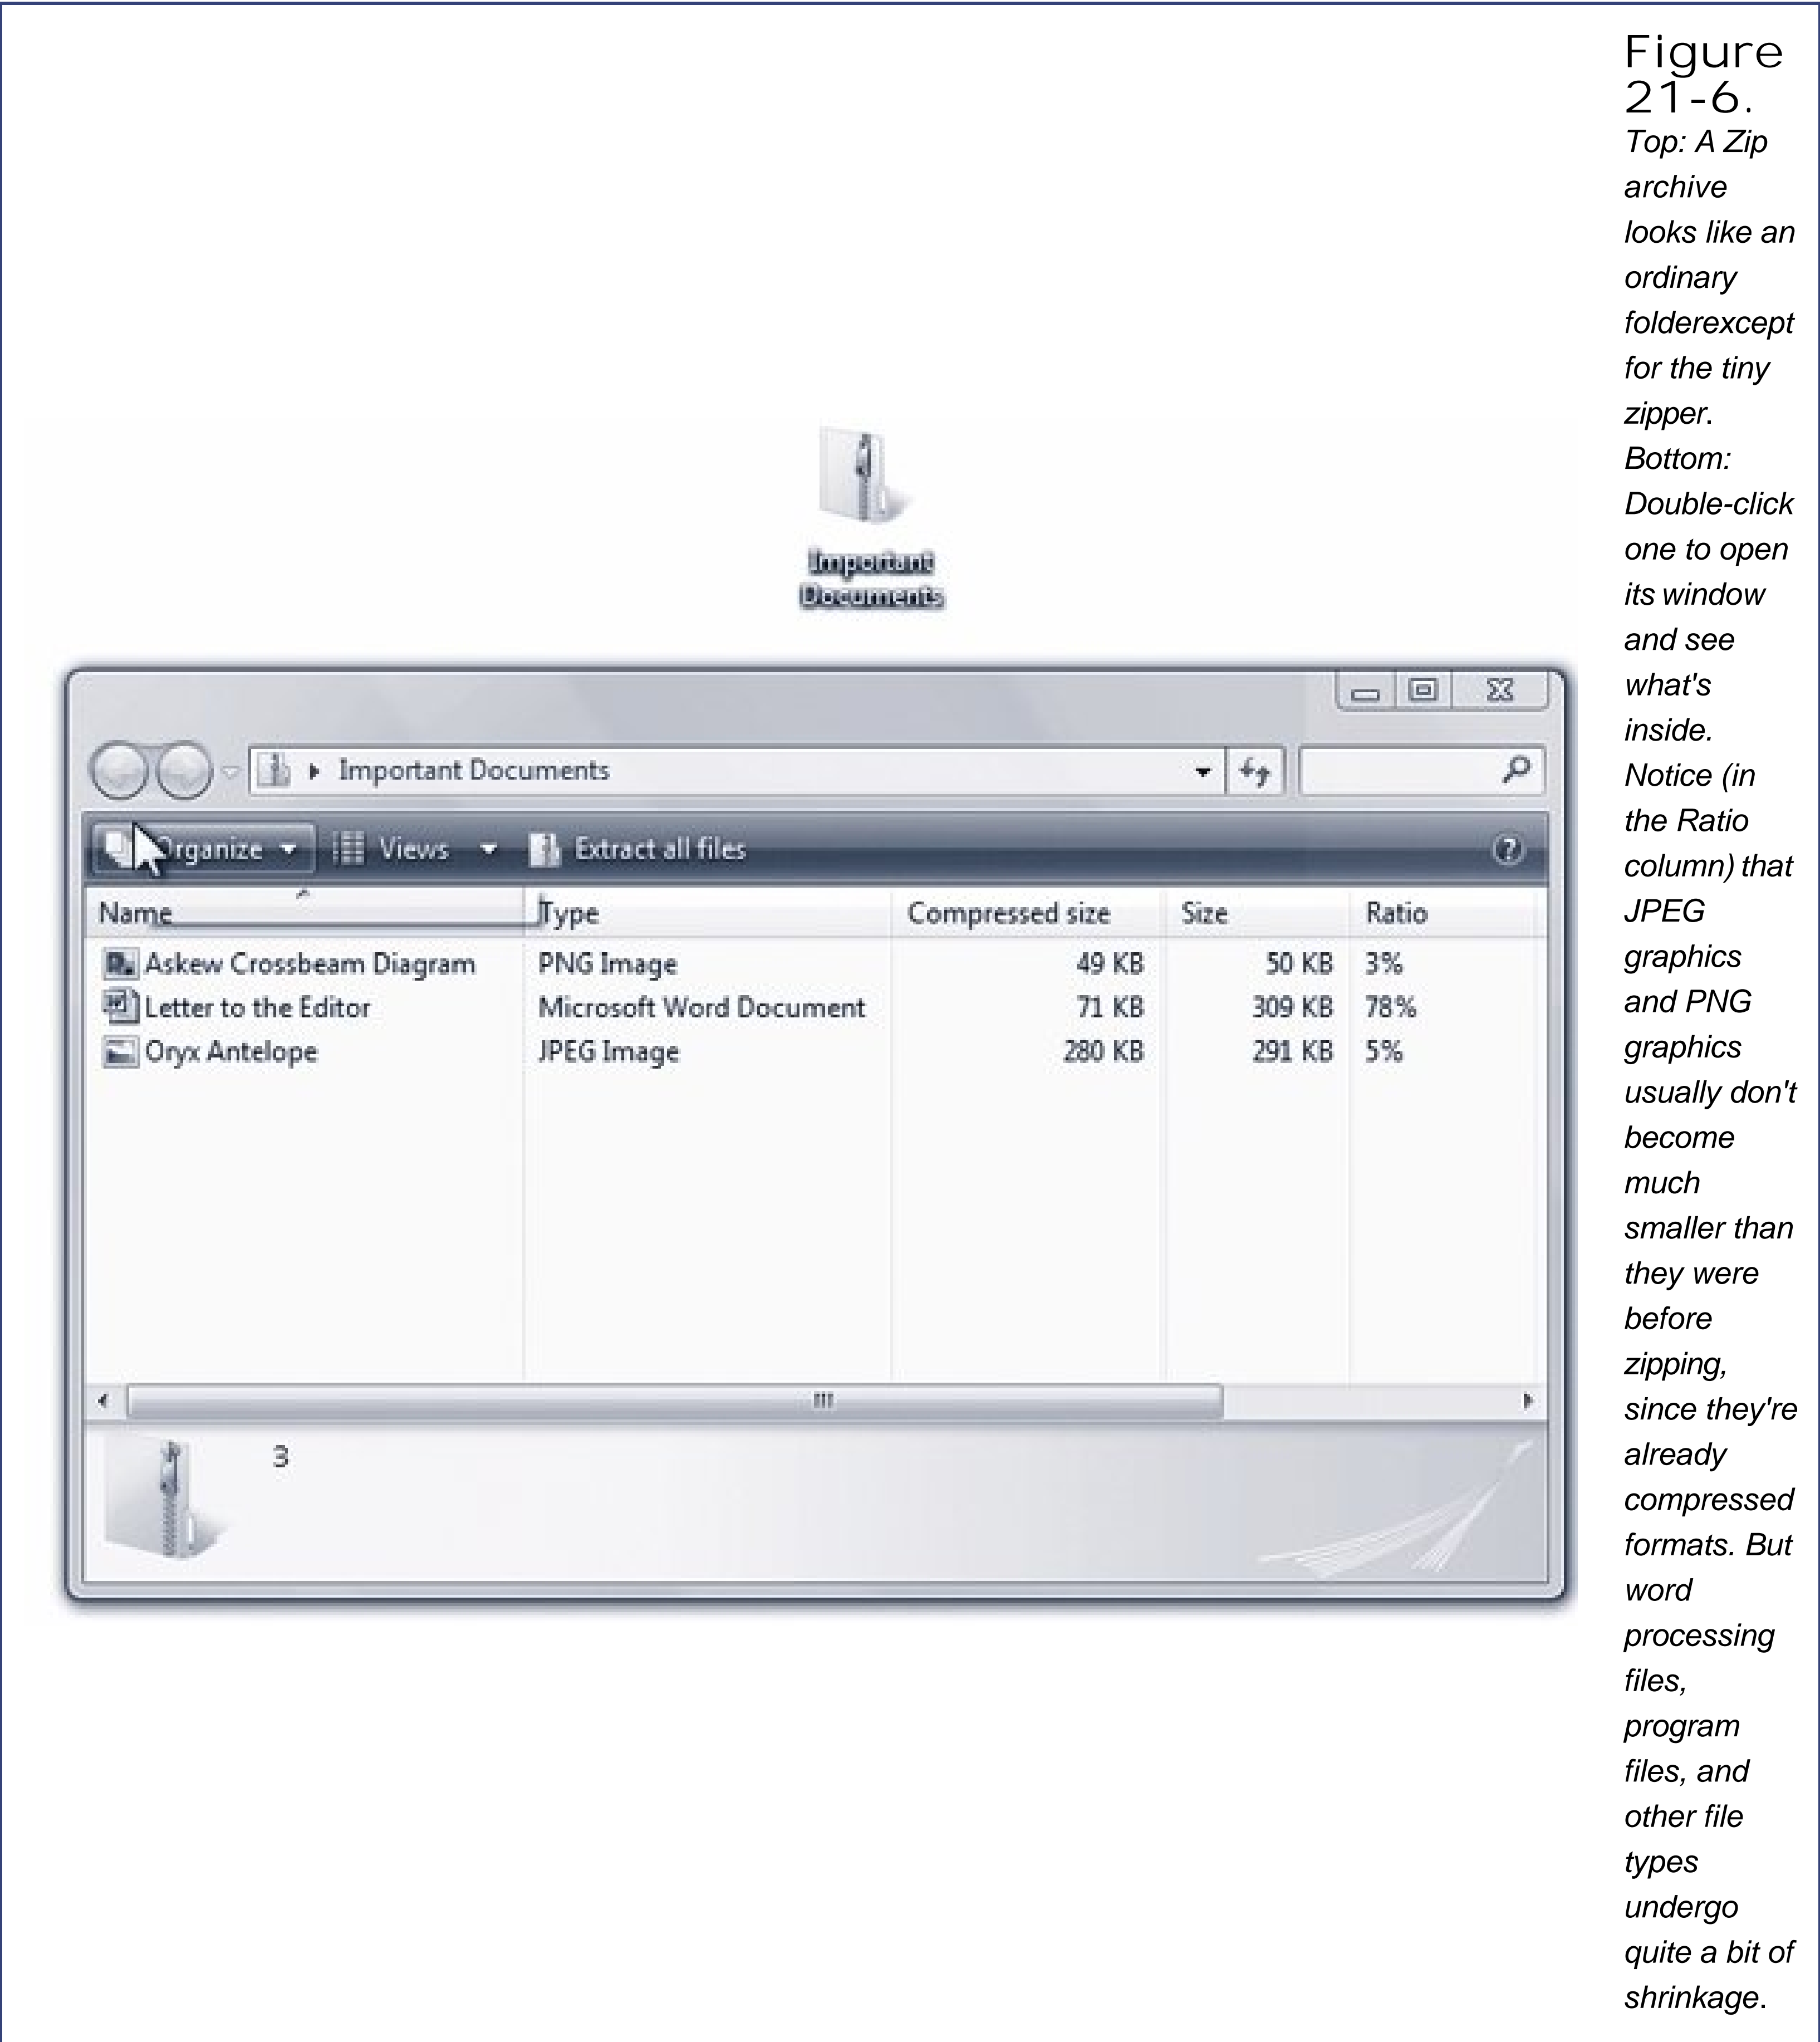 Important
Documents
Important Documents
Organize Views Extract all files ?
Name Type Compressed size Size Ratio
Askew Crossbeam Diagram PNG Image 49 KB 50 KB 3%
Letter to the Editor Microsoft Word Document 71 KB 309 KB 78%
Oryx Antelope JPEG Image 280 KB 291 KB 5%
3
Figure
21-6.
Top: A Zip
archive
looks like an
ordinary
folderexcept
for the tiny
zipper.
Bottom:
Double-click
one to open
its window
and see
what's
inside.
Notice (in
the Ratio
column) that
JPEG
graphics
and PNG
graphics
usually don't
become
much
smaller than
they were
before
zipping,
since they're
already
compressed
formats. But
word
processing
files,
program
files, and
other file
types
undergo
quite a bit of
shrinkage.